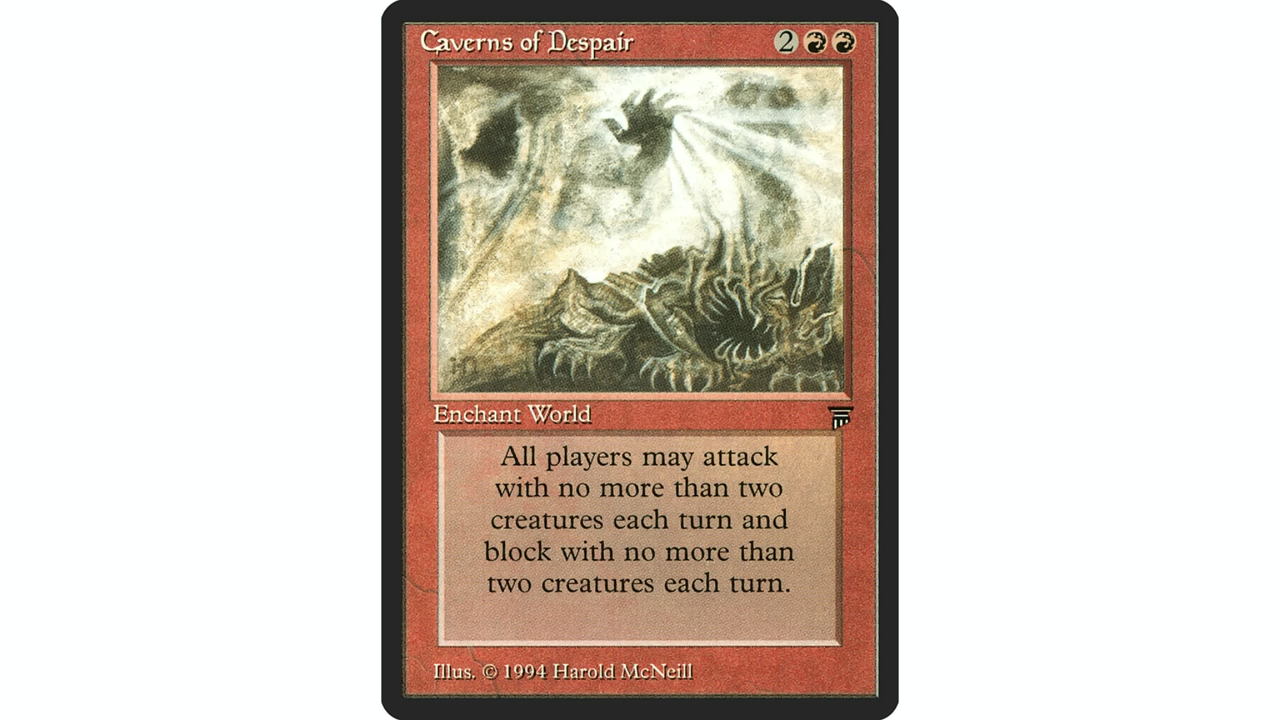 Caverns of Despair 2
Enchant World
All players may attack
with no more than two
creatures each turn and
block with no more than
two creatures each turn.
Illus. © 1994 Harold McNeill